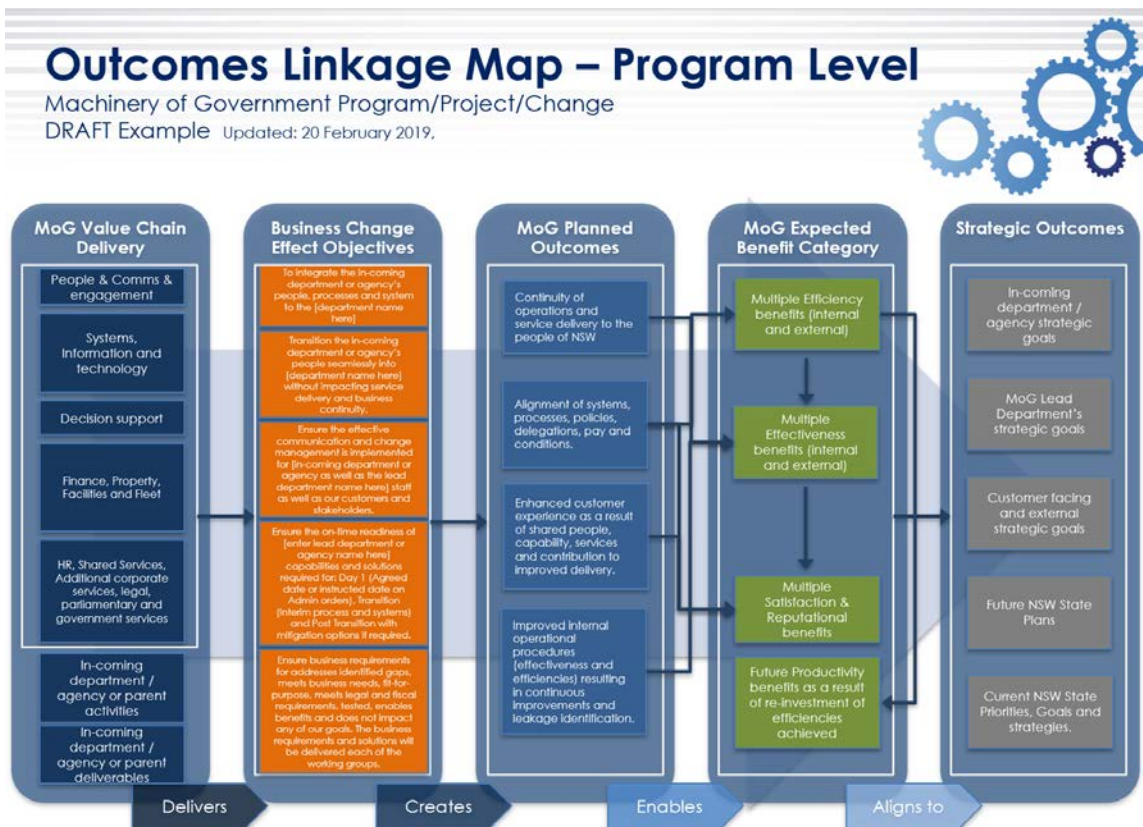 Outcomes Linkage Map – Program Level
Machinery of Government Program/Project/Change
DRAFT Example Updated: 20 February 2019,
MoG Value Chain
Delivery
People & Comms &
engagement
Systems,
Information and
technology
Decision support
Finance, Property,
Facilities and Fleet
HR, Shared Services,
Additional corporate
services, legal,
parliamentary and
government services
In-coming
department /
agency or parent
activities
In-coming
department /
agency or parent
deliverables
Business Change
Effect Objectives
To integrate the in-coming
department or agency's
people, processes and system
to the [department name
here]
Transition the in-coming
department or agency's
people seamlessly into
[department name here]
without impacting service
delivery and business
continuity.
Ensure the effective
communication and change
management is implemented
for [in-coming department or
agency as well as the lead
department name here] staff
as well as our customers and
stakeholders.
Ensure the on-time readiness of
[enter lead department or
agency name here]
capabilities and solutions
required for: Day 1 (Agreed
date or instructed date on
Admin orders), Transition
(Interim process and systems)
and Post Transition with
mitigation options if required.
Ensure business requirements
for addresses identified gaps,
meets business needs, fit-for-
purpose, meets legal and fiscal
requirements, tested, enables
benefits and does not impact
any of our goals. The business
requirements and solutions will
be delivered each of the
working groups.
MoG Planned
Outcomes
Continuity of
operations and
service delivery to the
people of NSW
Alignment of systems,
processes, policies,
delegations, pay and
conditions.
Enhanced customer
experience as a result
of shared people,
capability, services
and contribution to
improved delivery.
Improved internal
operational
procedures
(effectiveness and
efficiencies) resulting
in continuous
improvements and
leakage identification.
MoG Expected
Benefit Category
Multiple Efficiency
benefits (internal
and external)
Multiple
Effectiveness
benefits (internal
and external)
Multiple
Satisfaction &
Reputational
benefits
Future Productivity
benefits as a result
of re-investment of
efficiencies
achieved
Strategic Outcomes
In-coming
department /
agency strategic
goals
MoG Lead
Department's
strategic goals
Customer facing
and external
strategic goals
Future NSW State
Plans
Current NSW State
Priorities, Goals and
strategies.
Delivers
Creates
Enables
Aligns to